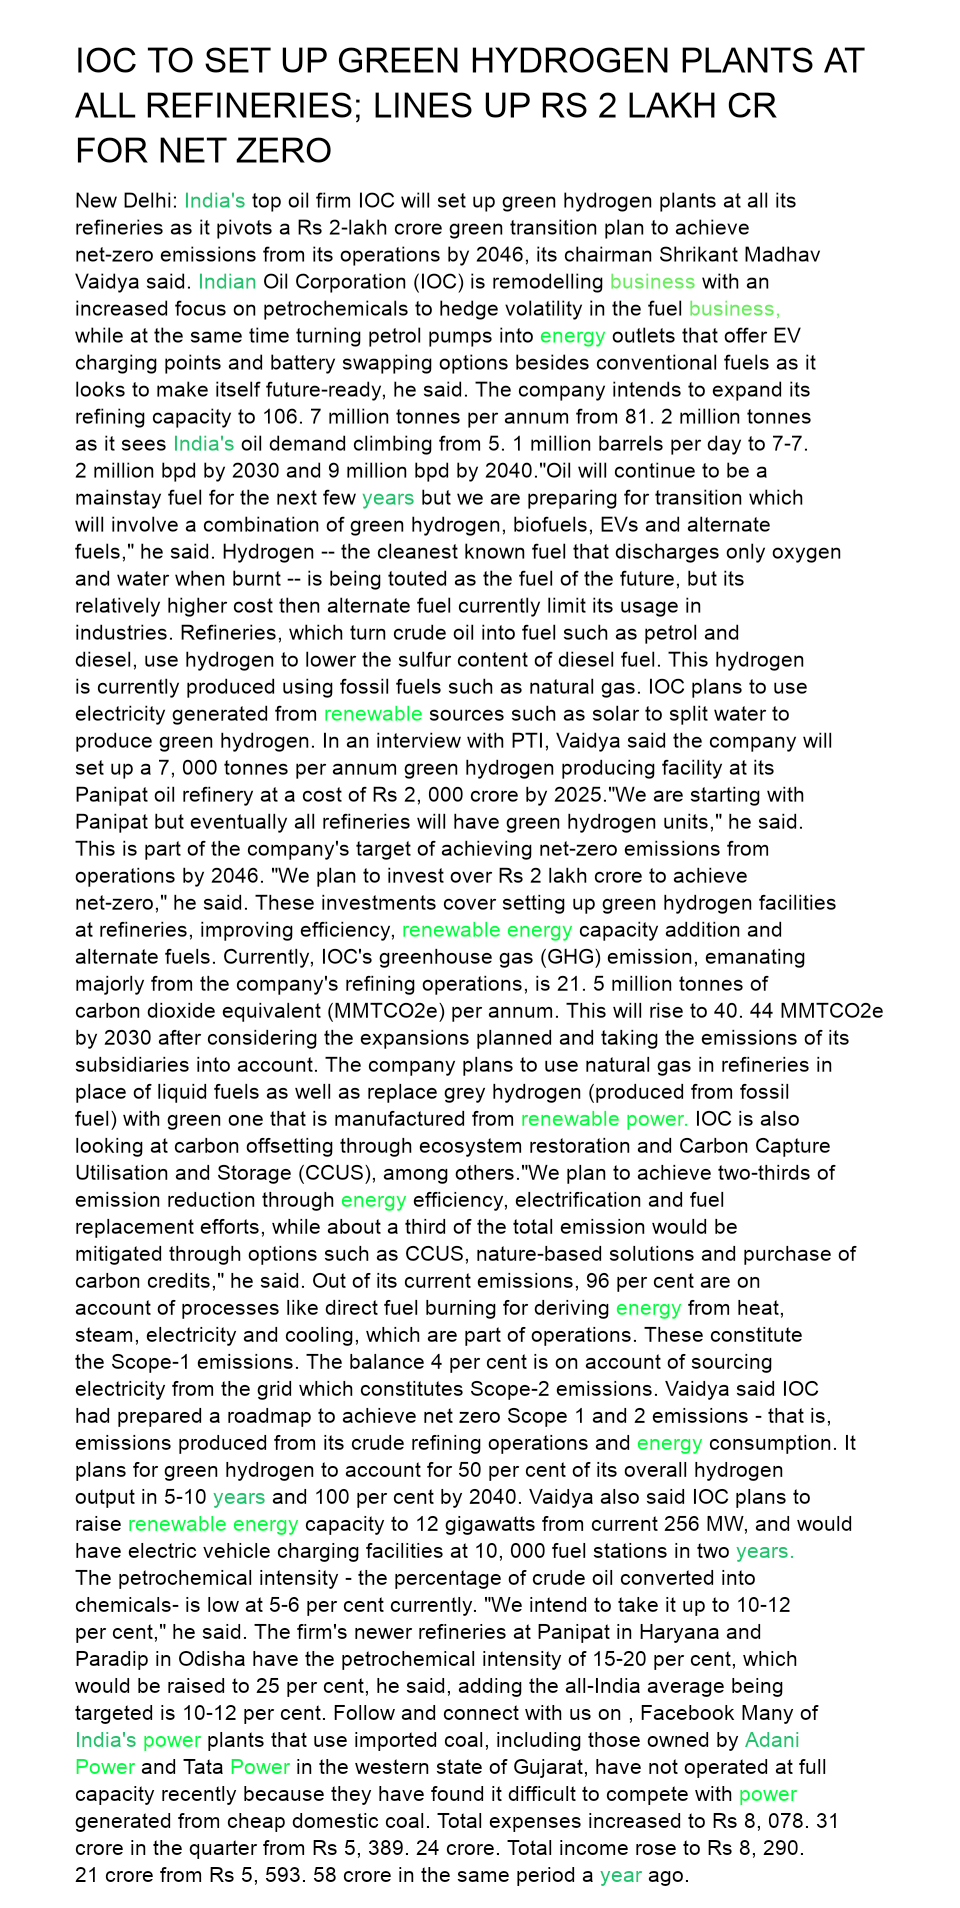 IOC TO SET UP GREEN HYDROGEN PLANTS AT
ALL REFINERIES; LINES UP RS 2 LAKH CR
FOR NET ZERO
New Delhi: India's top oil firm IOC will set up green hydrogen plants at all its
refineries as it pivots a Rs 2-lakh crore green transition plan to achieve
net-zero emissions from its operations by 2046, its chairman Shrikant Madhav
Vaidya said. Indian Oil Corporation (IOC) is remodelling business with an
increased focus on petrochemicals to hedge volatility in the fuel business,
while at the same time turning petrol pumps into energy outlets that offer EV
charging points and battery swapping options besides conventional fuels as it
looks to make itself future-ready, he said. The company intends to expand its
refining capacity to 106. 7 million tonnes per annum from 81. 2 million tonnes
as it sees India's oil demand climbing from 5. 1 million barrels per day to 7-7.
2 million bpd by 2030 and 9 million bpd by 2040."Oil will continue to be a
mainstay fuel for the next few years but we are preparing for transition which
will involve a combination of green hydrogen, biofuels, EVs and alternate
fuels," he said. Hydrogen -- the cleanest known fuel that discharges only oxygen
and water when burnt -- is being touted as the fuel of the future, but its
relatively higher cost then alternate fuel currently limit its usage in
industries. Refineries, which turn crude oil into fuel such as petrol and
diesel, use hydrogen to lower the sulfur content of diesel fuel. This hydrogen
is currently produced using fossil fuels such as natural gas. IOC plans to use
electricity generated from renewable sources such as solar to split water to
produce green hydrogen. In an interview with PTI, Vaidya said the company will
set up a 7, 000 tonnes per annum green hydrogen producing facility at its
Panipat oil refinery at a cost of Rs 2, 000 crore by 2025."We are starting with
Panipat but eventually all refineries will have green hydrogen units," he said.
This is part of the company's target of achieving net-zero emissions from
operations by 2046. "We plan to invest over Rs 2 lakh crore to achieve
net-zero," he said. These investments cover setting up green hydrogen facilities
at refineries, improving efficiency, renewable energy capacity addition and
alternate fuels. Currently, IOC's greenhouse gas (GHG) emission, emanating
majorly from the company's refining operations, is 21. 5 million tonnes of
carbon dioxide equivalent (MMTCO2e) per annum. This will rise to 40. 44 MMTCO2e
by 2030 after considering the expansions planned and taking the emissions of its
subsidiaries into account. The company plans to use natural gas in refineries in
place of liquid fuels as well as replace grey hydrogen (produced from fossil
fuel) with green one that is manufactured from renewable power. IOC is also
looking at carbon offsetting through ecosystem restoration and Carbon Capture
Utilisation and Storage (CCUS), among others."We plan to achieve two-thirds of
emission reduction through energy efficiency, electrification and fuel
replacement efforts, while about a third of the total emission would be
mitigated through options such as CCUS, nature-based solutions and purchase of
carbon credits," he said. Out of its current emissions, 96 per cent are on
account of processes like direct fuel burning for deriving energy from heat,
steam, electricity and cooling, which are part of operations. These constitute
the Scope-1 emissions. The balance 4 per cent is on account of sourcing
electricity from the grid which constitutes Scope-2 emissions. Vaidya said IOC
had prepared a roadmap to achieve net zero Scope 1 and 2 emissions - that is,
emissions produced from its crude refining operations and energy consumption. It
plans for green hydrogen to account for 50 per cent of its overall hydrogen
output in 5-10 years and 100 per cent by 2040. Vaidya also said IOC plans to
raise renewable energy capacity to 12 gigawatts from current 256 MW, and would
have electric vehicle charging facilities at 10, 000 fuel stations in two years.
The petrochemical intensity - the percentage of crude oil converted into
chemicals- is low at 5-6 per cent currently. "We intend to take it up to 10-12
per cent," he said. The firm's newer refineries at Panipat in Haryana and
Paradip in Odisha have the petrochemical intensity of 15-20 per cent, which
would be raised to 25 per cent, he said, adding the all-India average being
targeted is 10-12 per cent. Follow and connect with us on , Facebook Many of
India's power plants that use imported coal, including those owned by Adani
Power and Tata Power in the western state of Gujarat, have not operated at full
capacity recently because they have found it difficult to compete with power
generated from cheap domestic coal. Total expenses increased to Rs 8, 078. 31
crore in the quarter from Rs 5, 389. 24 crore. Total income rose to Rs 8, 290.
21 crore from Rs 5, 593. 58 crore in the same period a year ago.